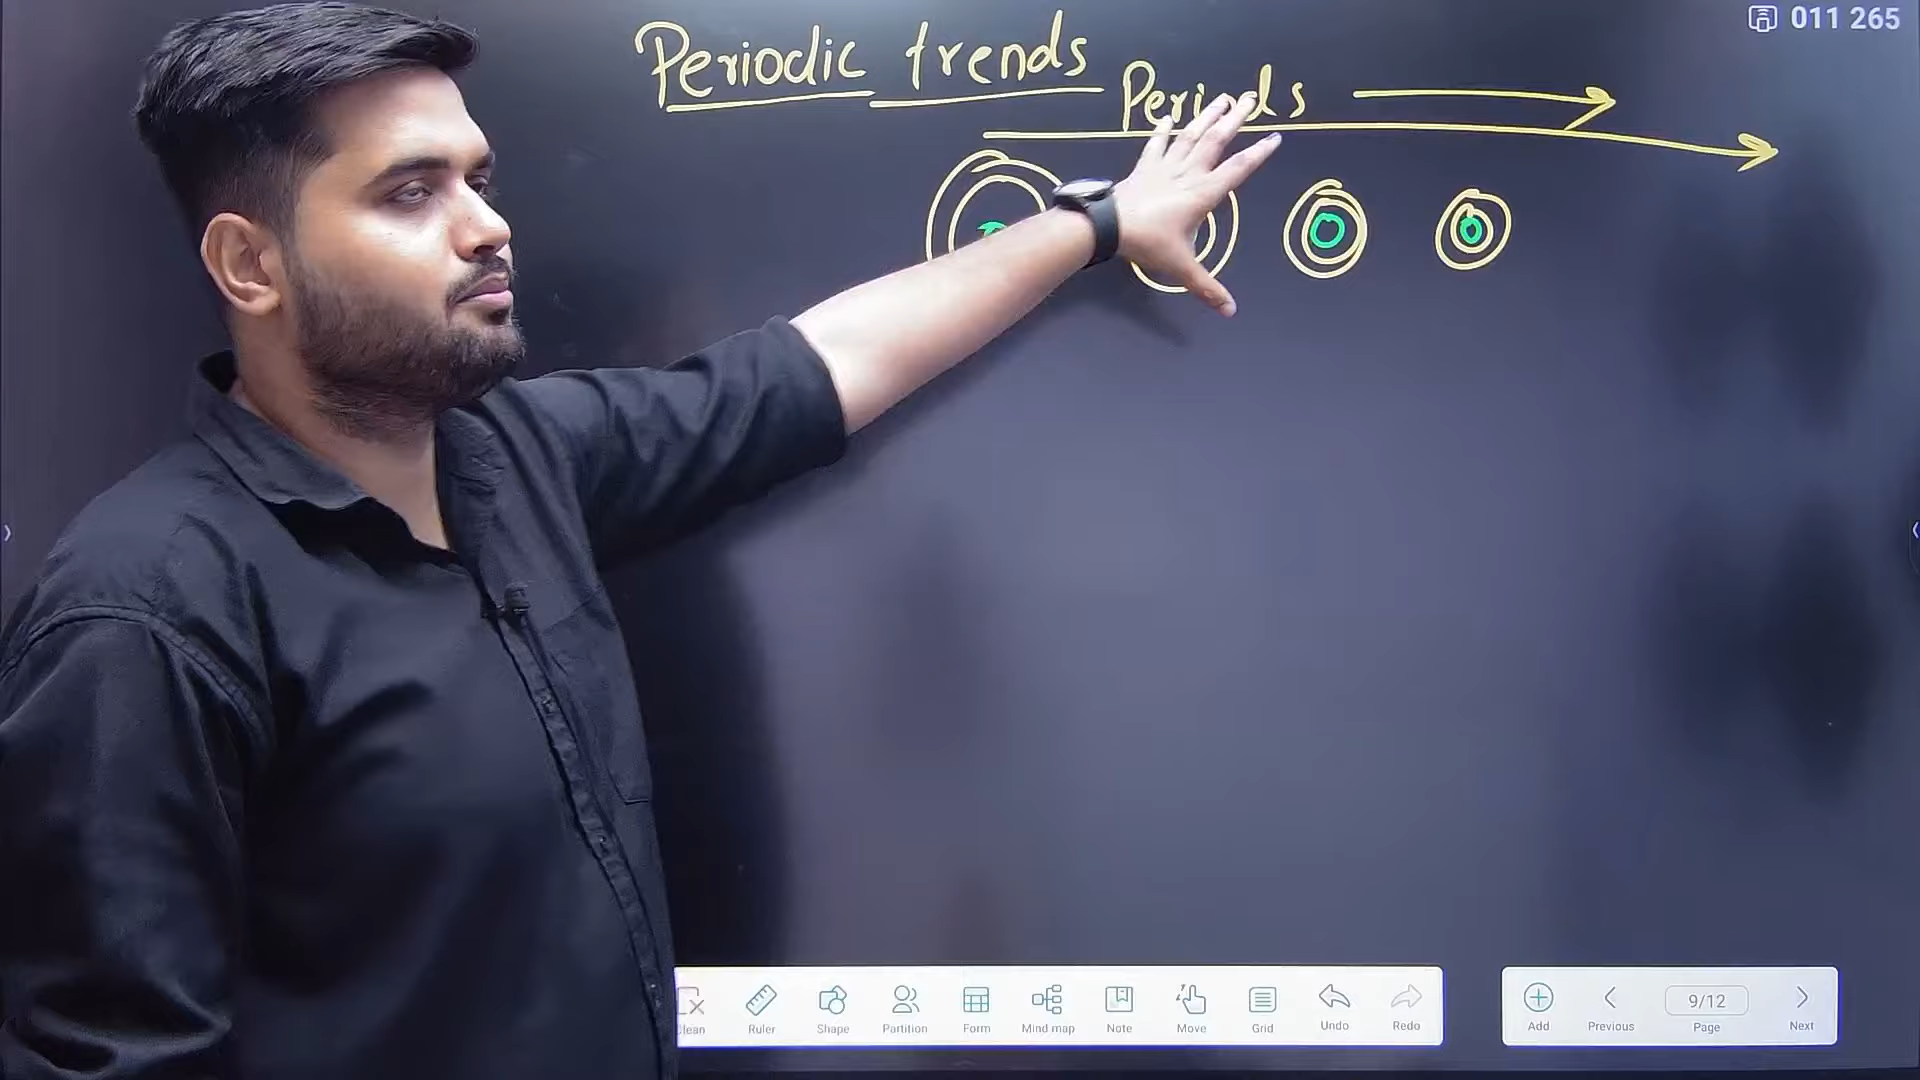 011 265
Periodic trends
Periods
Clean Ruler Shape Partition Form Mind map Note Move Grid Undo Redo
Add Previous 9/12 Page Next